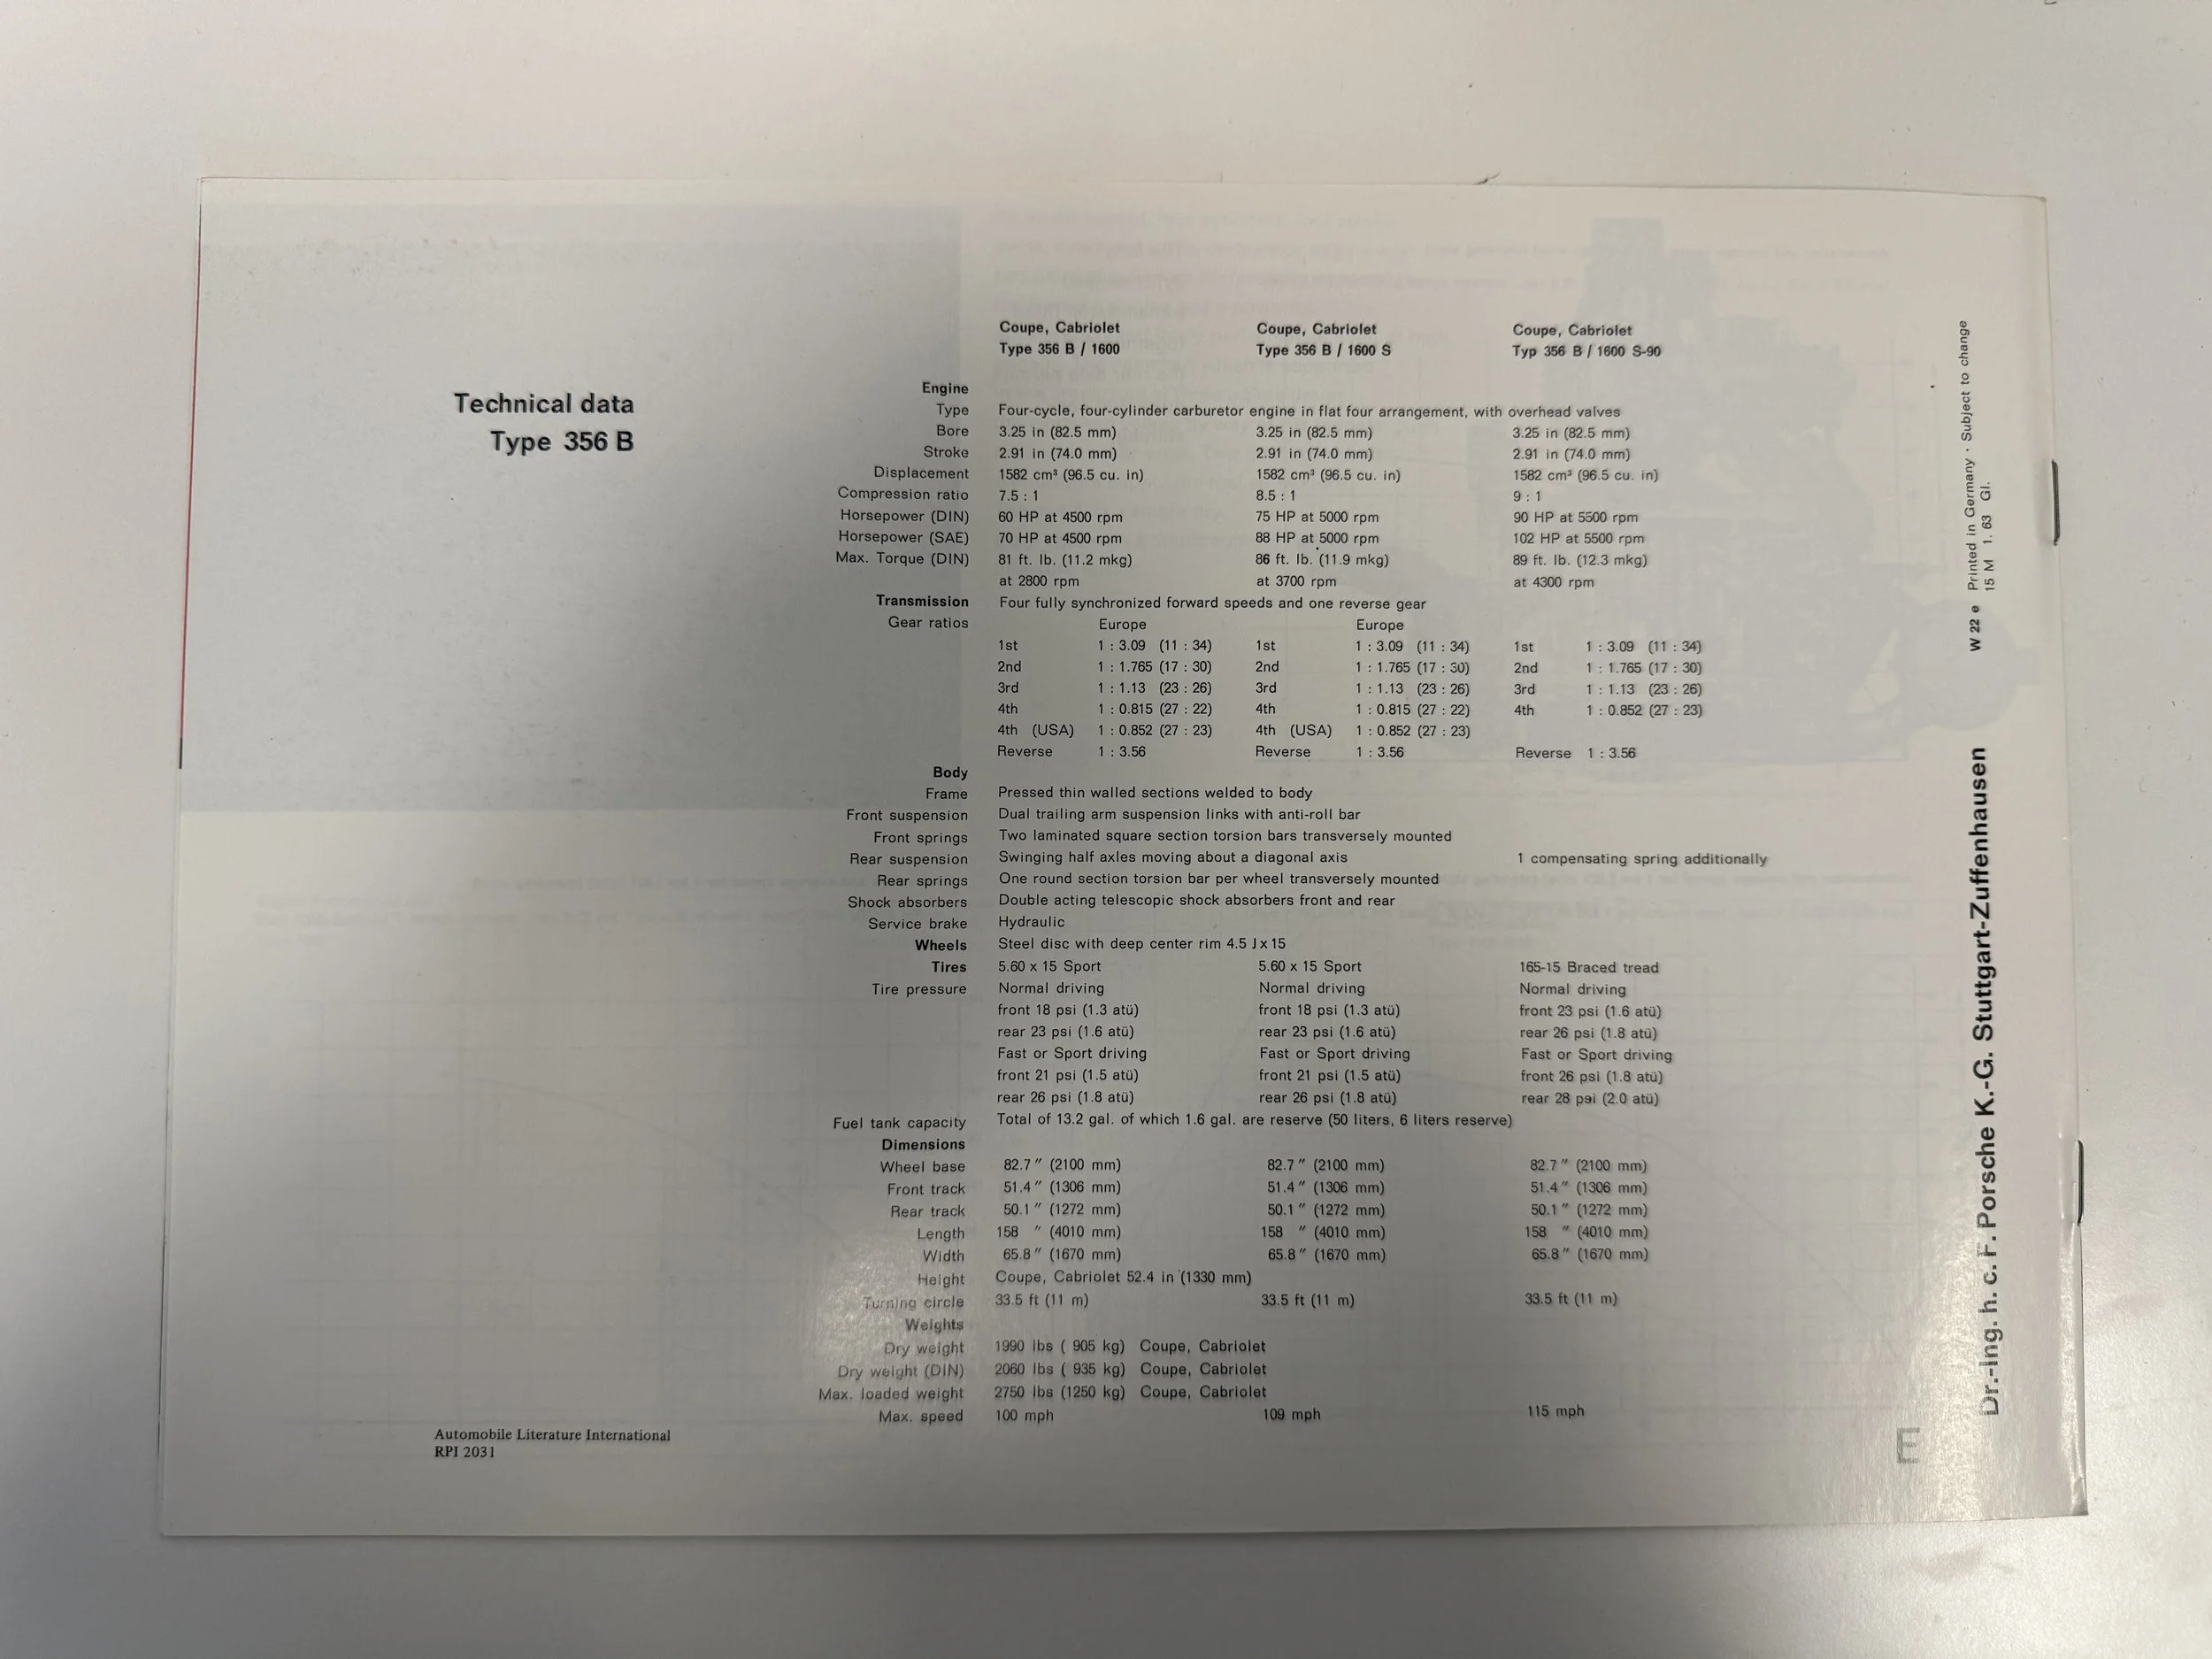 Technical data
Type 356 B
Coupe, Cabriolet Coupe, Cabriolet Coupe, Cabriolet
Type 356 B / 1600 Type 356 B / 1600 S Typ 356 B / 1600 S-90
Engine
Type Four-cycle, four-cylinder carburetor engine in flat four arrangement, with overhead valves
Bore 3.25 in (82.5 mm) 3.25 in (82.5 mm) 3.25 in (82.5 mm)
Stroke 2.91 in (74.0 mm) 2.91 in (74.0 mm) 2.91 in (74.0 mm)
Displacement 1582 cm³ (96.5 cu. in) 1582 cm³ (96.5 cu. in) 1582 cm³ (96.5 cu. in)
Compression ratio 7.5 : 1 8.5 : 1 9 : 1
Horsepower (DIN) 60 HP at 4500 rpm 75 HP at 5000 rpm 90 HP at 5500 rpm
Horsepower (SAE) 70 HP at 4500 rpm 88 HP at 5000 rpm 102 HP at 5500 rpm
Max. Torque (DIN) 81 ft. lb. (11.2 mkg) 86 ft. lb. (11.9 mkg) 89 ft. lb. (12.3 mkg)
at 2800 rpm at 3700 rpm at 4300 rpm
Transmission Four fully synchronized forward speeds and one reverse gear
Gear ratios Europe Europe
1st 1 : 3.09 (11 : 34) 1st 1 : 3.09 (11 : 34) 1st 1 : 3.09 (11 : 34)
2nd 1 : 1.765 (17 : 30) 2nd 1 : 1.765 (17 : 30) 2nd 1 : 1.765 (17 : 30)
3rd 1 : 1.13 (23 : 26) 3rd 1 : 1.13 (23 : 26) 3rd 1 : 1.13 (23 : 26)
4th 1 : 0.815 (27 : 22) 4th 1 : 0.815 (27 : 22) 4th 1 : 0.852 (27 : 23)
4th (USA) 1 : 0.852 (27 : 23) 4th (USA) 1 : 0.852 (27 : 23)
Reverse 1 : 3.56 Reverse 1 : 3.56 Reverse 1 : 3.56
Body
Frame Pressed thin walled sections welded to body
Front suspension Dual trailing arm suspension links with anti-roll bar
Front springs Two laminated square section torsion bars transversely mounted
Rear suspension Swinging half axles moving about a diagonal axis 1 compensating spring additionally
Rear springs One round section torsion bar per wheel transversely mounted
Shock absorbers Double acting telescopic shock absorbers front and rear
Service brake Hydraulic
Wheels Steel disc with deep center rim 4.5 J x 15
Tires 5.60 x 15 Sport 5.60 x 15 Sport 165-15 Braced tread
Tire pressure Normal driving Normal driving Normal driving
front 18 psi (1.3 atü) front 18 psi (1.3 atü) front 23 psi (1.6 atü)
rear 23 psi (1.6 atü) rear 23 psi (1.6 atü) rear 26 psi (1.8 atü)
Fast or Sport driving Fast or Sport driving Fast or Sport driving
front 21 psi (1.5 atü) front 21 psi (1.5 atü) front 26 psi (1.8 atü)
rear 26 psi (1.8 atü) rear 26 psi (1.8 atü) rear 28 psi (2.0 atü)
Fuel tank capacity Total of 13.2 gal. of which 1.6 gal. are reserve (50 liters, 6 liters reserve)
Dimensions
Wheel base 82.7″ (2100 mm) 82.7″ (2100 mm) 82.7″ (2100 mm)
Front track 51.4″ (1306 mm) 51.4″ (1306 mm) 51.4″ (1306 mm)
Rear track 50.1″ (1272 mm) 50.1″ (1272 mm) 50.1″ (1272 mm)
Length 158 ″ (4010 mm) 158 ″ (4010 mm) 158 ″ (4010 mm)
Width 65.8″ (1670 mm) 65.8″ (1670 mm) 65.8″ (1670 mm)
Height Coupe, Cabriolet 52.4 in (1330 mm)
Turning circle 33.5 ft (11 m) 33.5 ft (11 m) 33.5 ft (11 m)
Weights
Dry weight 1990 lbs ( 905 kg) Coupe, Cabriolet
Dry weight (DIN) 2060 lbs ( 935 kg) Coupe, Cabriolet
Max. loaded weight 2750 lbs (1250 kg) Coupe, Cabriolet
Max. speed 100 mph 109 mph 115 mph
Automobile Literature International
RPI 2031
W 22 e Printed in Germany · Subject to change
15 M 1. 63 Gl.
Dr.-Ing. h. c. F. Porsche K.-G. Stuttgart-Zuffenhausen
E